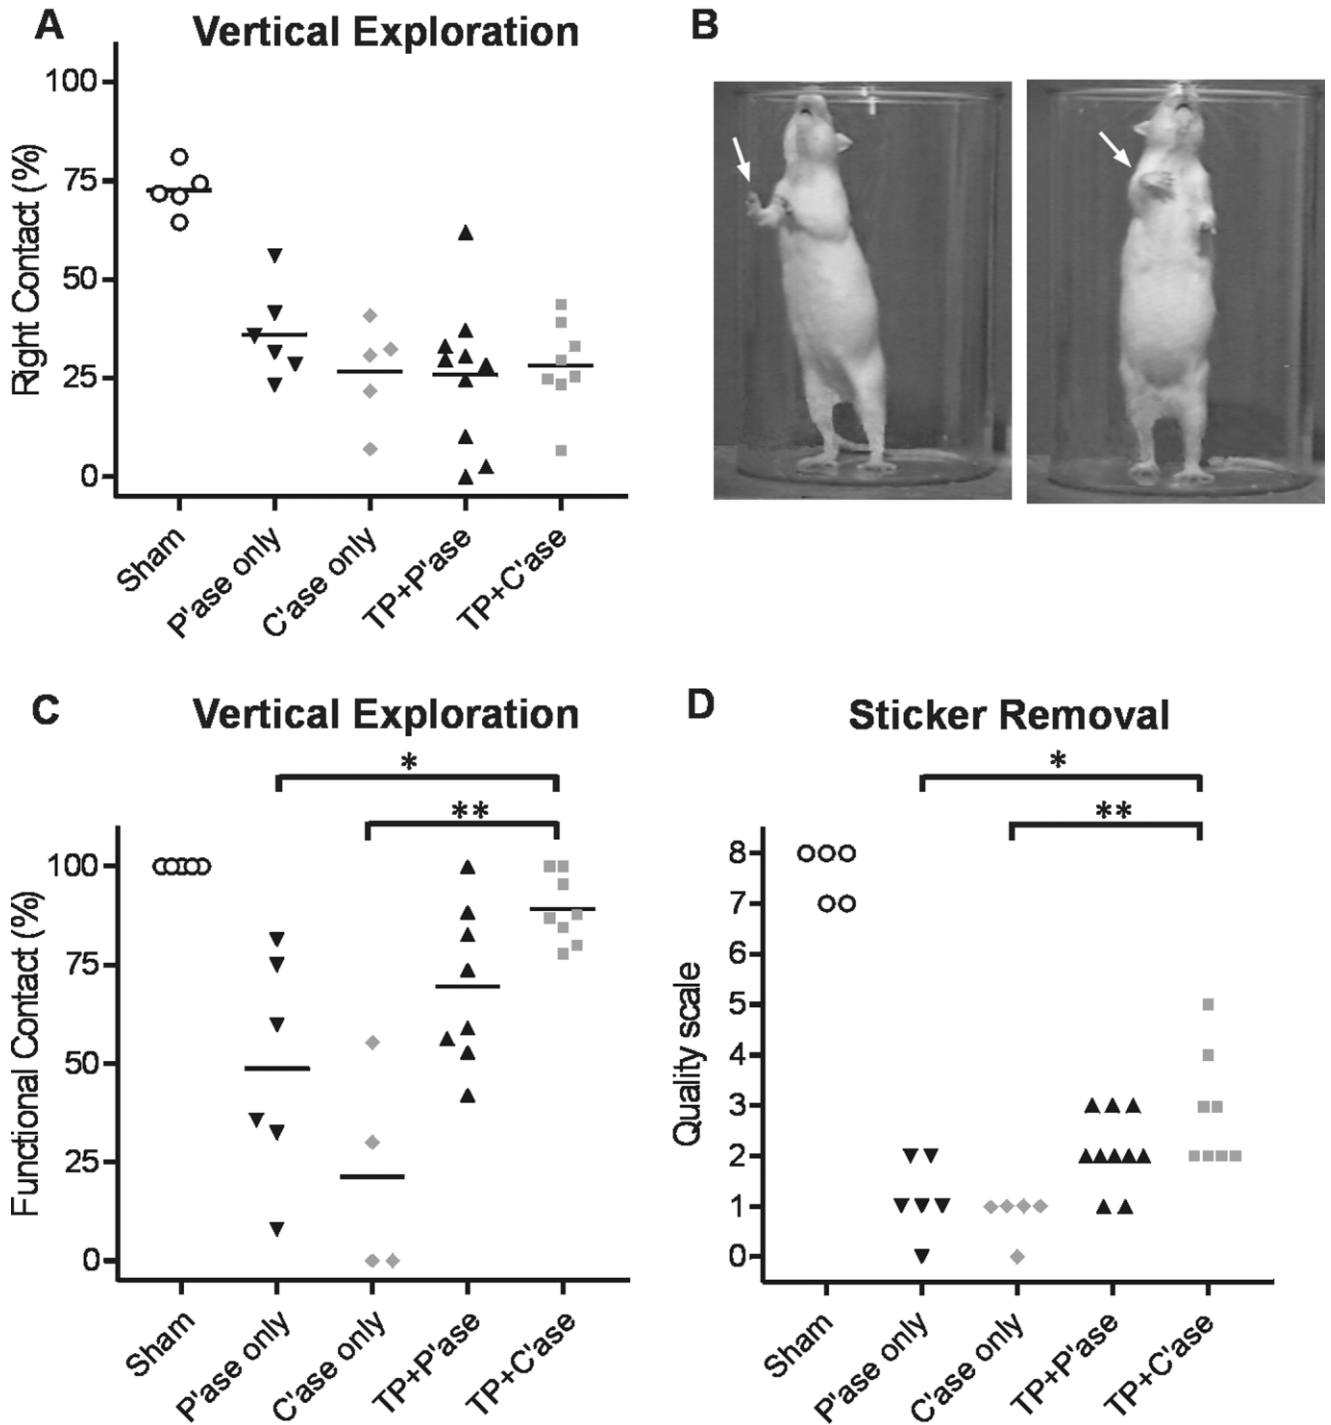 A
Vertical Exploration
Right Contact (%)
100
75
50
25
0
Sham
P'ase only
C'ase only
TP+P'ase
TP+C'ase
B
C
Vertical Exploration
*
**
Functional Contact (%)
100
75
50
25
0
Sham
P'ase only
C'ase only
TP+P'ase
TP+C'ase
D
Sticker Removal
*
**
Quality scale
8
7
6
5
4
3
2
1
0
Sham
P'ase only
C'ase only
TP+P'ase
TP+C'ase